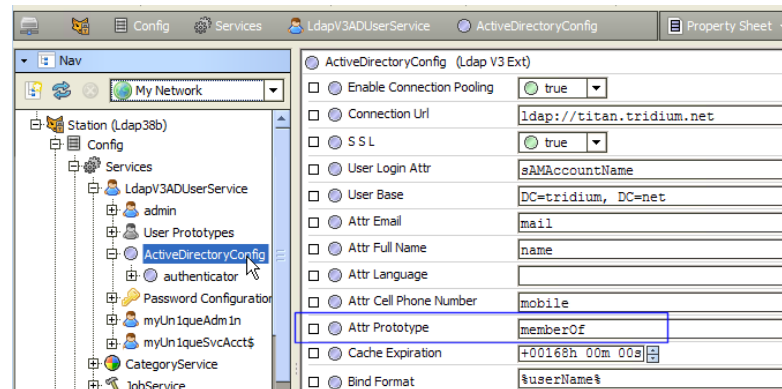 Config Services LdapV3ADUserService ActiveDirectoryConfig Property Sheet
Nav
My Network
Station (Ldap38b)
Config
Services
LdapV3ADUserService
admin
User Prototypes
ActiveDirectoryConfig
authenticator
Password Configuration
myUn1queAdm1n
myUn1queSvcAcct$
CategoryService
JobService
ActiveDirectoryConfig (Ldap V3 Ext)
Enable Connection Pooling true
Connection Url ldap://titan.tridium.net
S S L true
User Login Attr sAMAccountName
User Base DC=tridium, DC=net
Attr Email mail
Attr Full Name name
Attr Language
Attr Cell Phone Number mobile
Attr Prototype memberOf
Cache Expiration +00168h 00m 00s
Bind Format %userName%